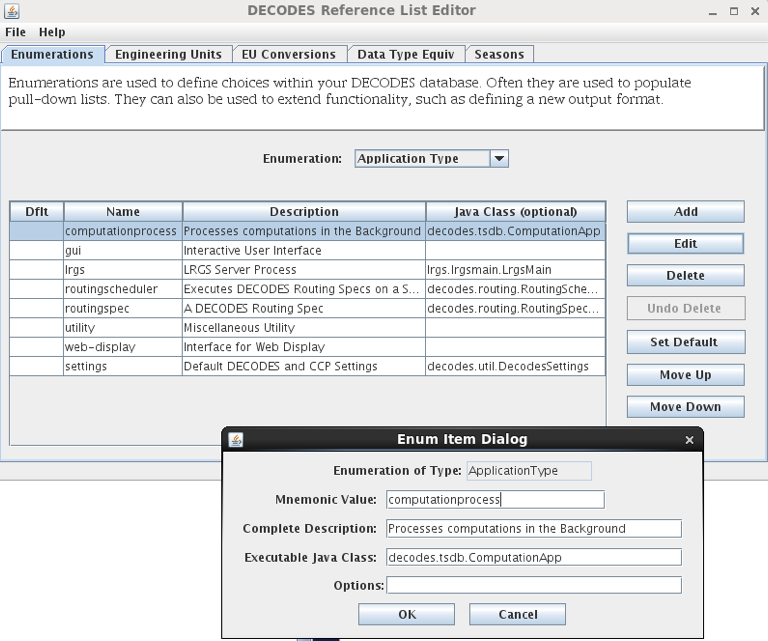 DECODES Reference List Editor
File Help
Enumerations Engineering Units EU Conversions Data Type Equiv Seasons
Enumerations are used to define choices within your DECODES database. Often they are used to populate
pull-down lists. They can also be used to extend functionality, such as defining a new output format.
Enumeration: Application Type
Dflt Name Description Java Class (optional)
computationprocess Processes computations in the Background decodes.tsdb.ComputationApp
gui Interactive User Interface
lrgs LRGS Server Process lrgs.lrgsmain.LrgsMain
routingscheduler Executes DECODES Routing Specs on a S... decodes.routing.RoutingSche...
routingspec A DECODES Routing Spec decodes.routing.RoutingSpec...
utility Miscellaneous Utility
web-display Interface for Web Display
settings Default DECODES and CCP Settings decodes.util.DecodesSettings
Add
Edit
Delete
Undo Delete
Set Default
Move Up
Move Down
Enum Item Dialog
Enumeration of Type: ApplicationType
Mnemonic Value: computationprocess
Complete Description: Processes computations in the Background
Executable Java Class: decodes.tsdb.ComputationApp
Options:
OK Cancel